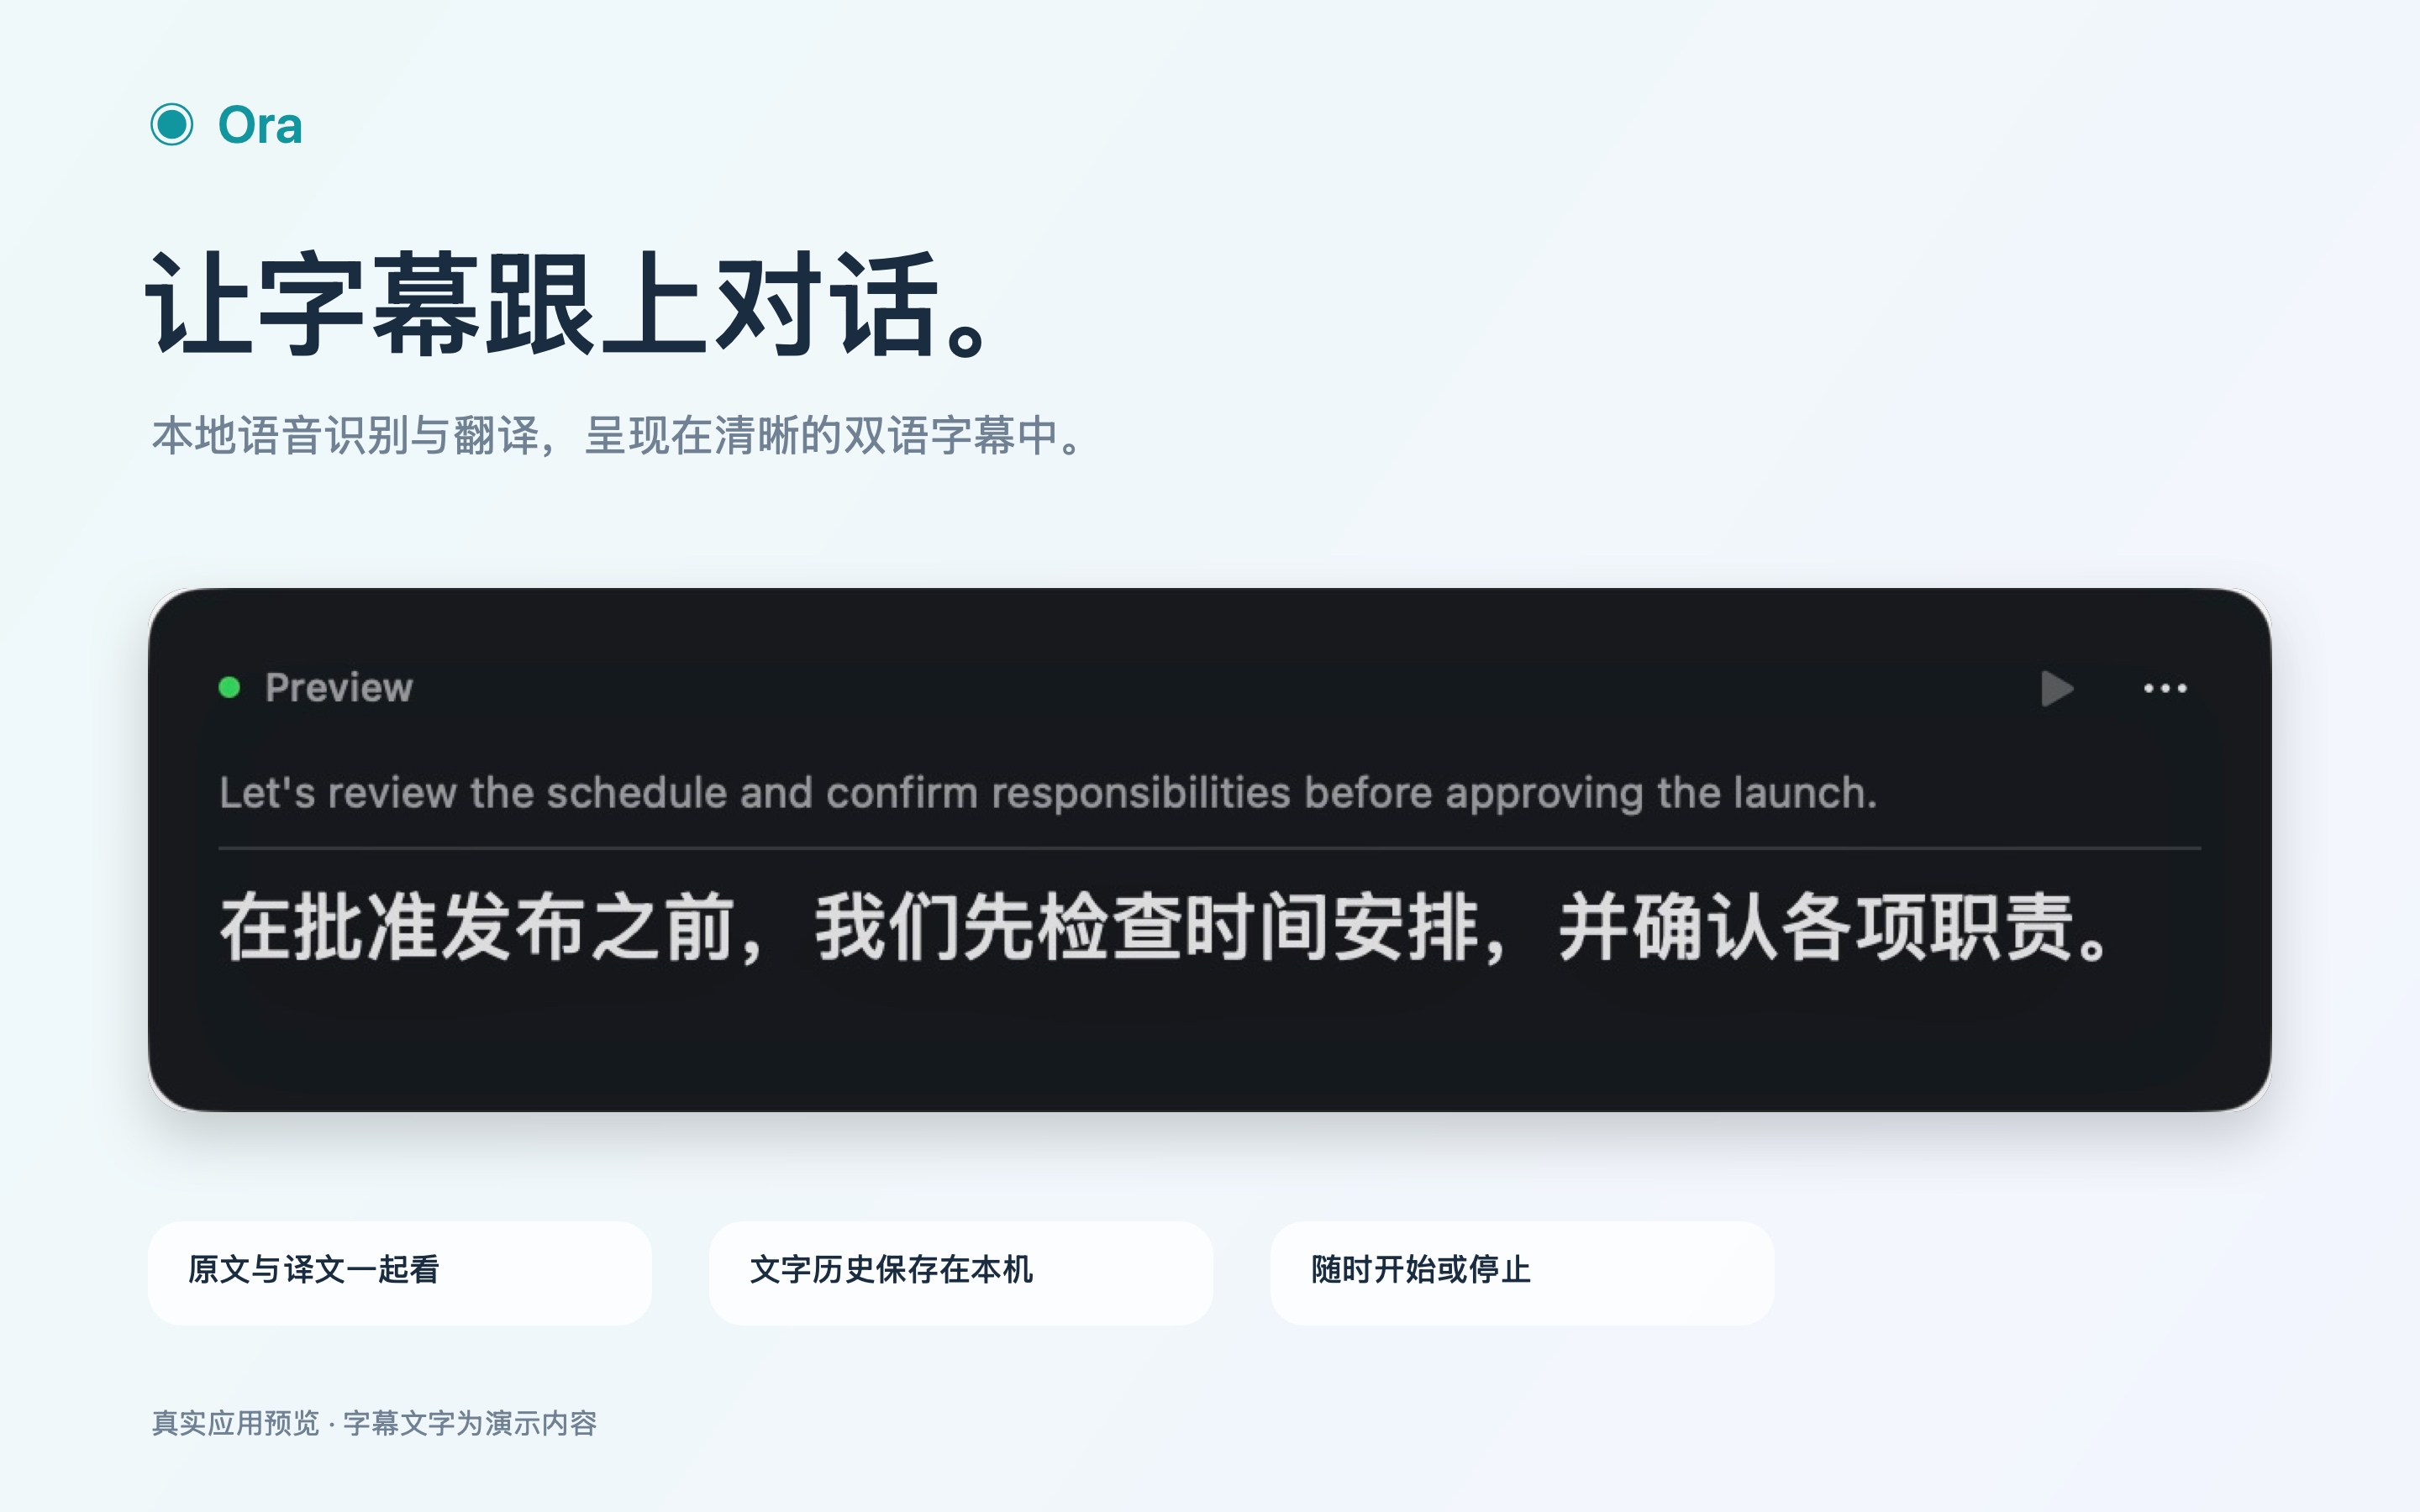 Ora
让字幕跟上对话。
本地语音识别与翻译，呈现在清晰的双语字幕中。
Preview
Let's review the schedule and confirm responsibilities before approving the launch.
在批准发布之前，我们先检查时间安排，并确认各项职责。
原文与译文一起看
文字历史保存在本机
随时开始或停止
真实应用预览 · 字幕文字为演示内容